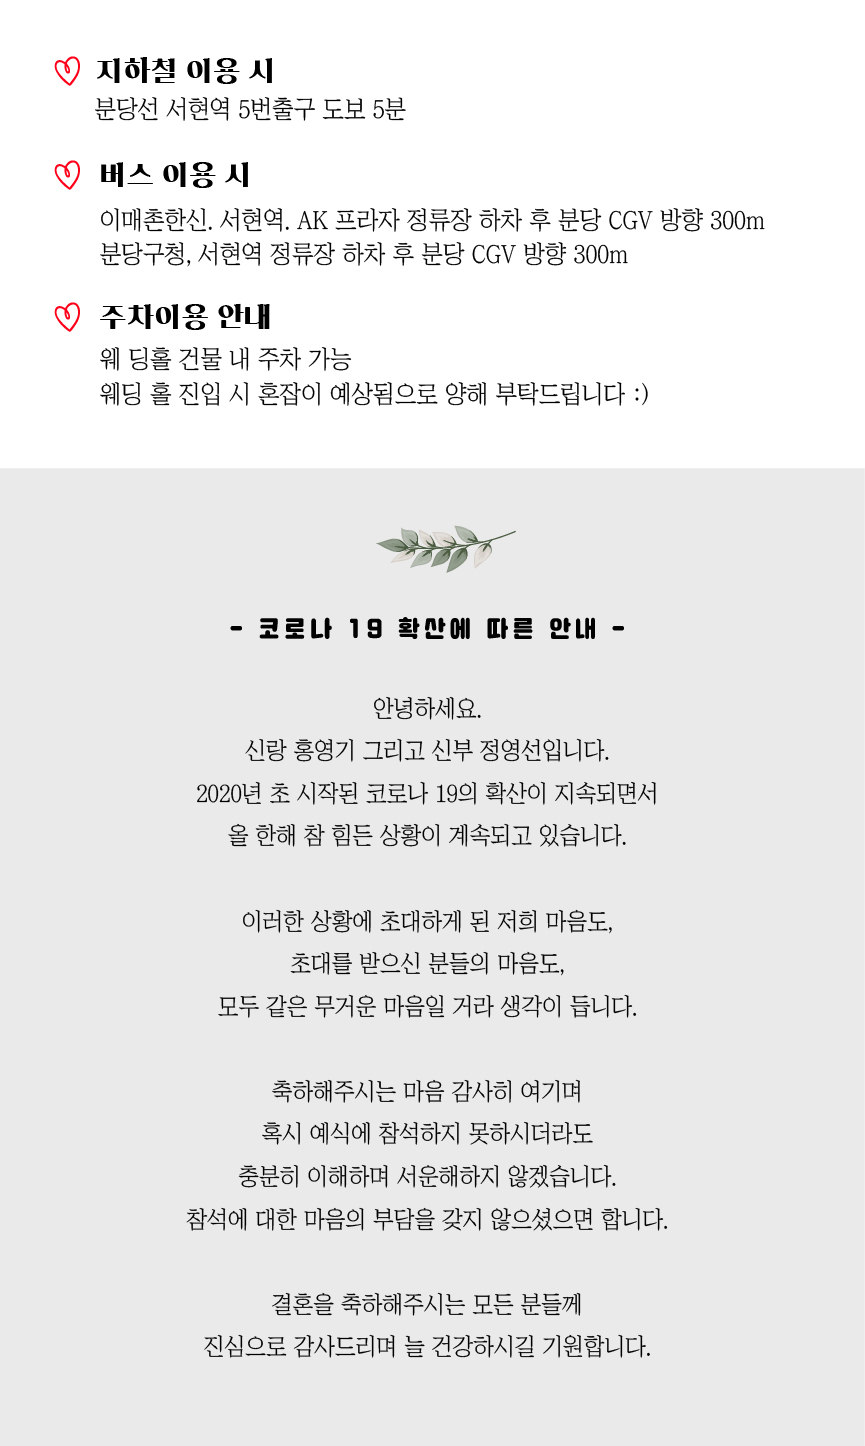 지하철 이용 시
분당선 서현역 5번출구 도보 5분
버스 이용 시
이매촌한신. 서현역. AK 프라자 정류장 하차 후 분당 CGV 방향 300m
분당구청, 서현역 정류장 하차 후 분당 CGV 방향 300m
주차이용 안내
웨 딩홀 건물 내 주차 가능
웨딩 홀 진입 시 혼잡이 예상됨으로 양해 부탁드립니다 :)
- 코로나 19 확산에 따른 안내 -
안녕하세요.
신랑 홍영기 그리고 신부 정영선입니다.
2020년 초 시작된 코로나 19의 확산이 지속되면서
올 한해 참 힘든 상황이 계속되고 있습니다.
이러한 상황에 초대하게 된 저희 마음도,
초대를 받으신 분들의 마음도,
모두 같은 무거운 마음일 거라 생각이 듭니다.
축하해주시는 마음 감사히 여기며
혹시 예식에 참석하지 못하시더라도
충분히 이해하며 서운해하지 않겠습니다.
참석에 대한 마음의 부담을 갖지 않으셨으면 합니다.
결혼을 축하해주시는 모든 분들께
진심으로 감사드리며 늘 건강하시길 기원합니다.